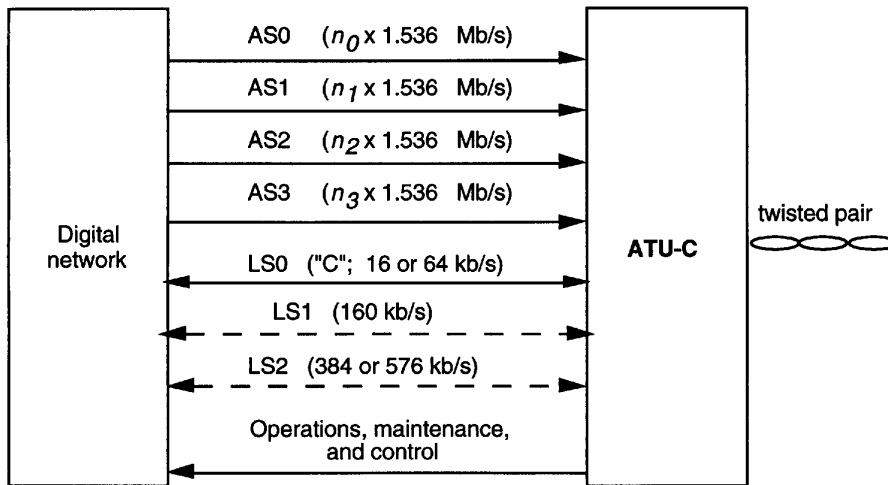 AS0 (n0 x 1.536 Mb/s)
AS1 (n1 x 1.536 Mb/s)
AS2 (n2 x 1.536 Mb/s)
AS3 (n3 x 1.536 Mb/s)
Digital
network
LS0 ("C"; 16 or 64 kb/s)
LS1 (160 kb/s)
LS2 (384 or 576 kb/s)
Operations, maintenance,
and control
ATU-C
twisted pair